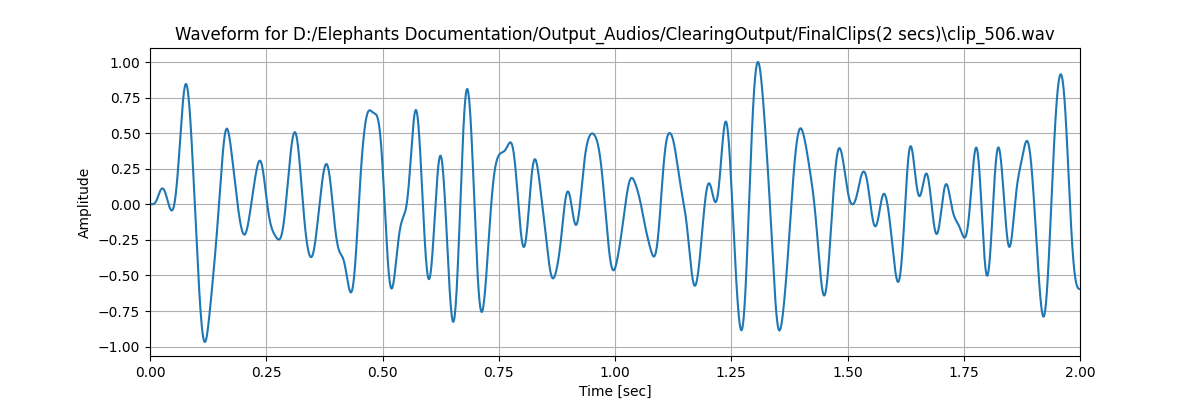 Waveform for D:/Elephants Documentation/Output_Audios/ClearingOutput/FinalClips(2 secs)\clip_506.wav
1.00
0.75
0.50
0.25
0.00
−0.25
−0.50
−0.75
−1.00
Amplitude
0.00 0.25 0.50 0.75 1.00 1.25 1.50 1.75 2.00
Time [sec]